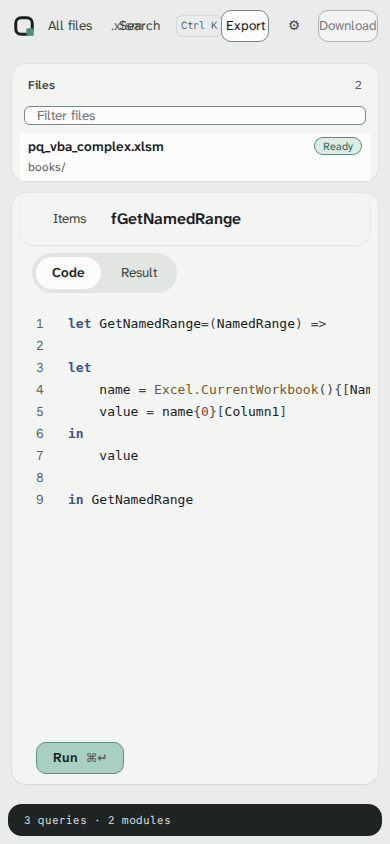 All files .xlsm Search Ctrl K Export Download
Files 2
Filter files
pq_vba_complex.xlsm Ready
books/
Items fGetNamedRange
Code Result
1 let GetNamedRange=(NamedRange) =>
2
3 let
4 name = Excel.CurrentWorkbook(){[Nam
5 value = name{0}[Column1]
6 in
7 value
8
9 in GetNamedRange
Run ⌘↵
3 queries · 2 modules